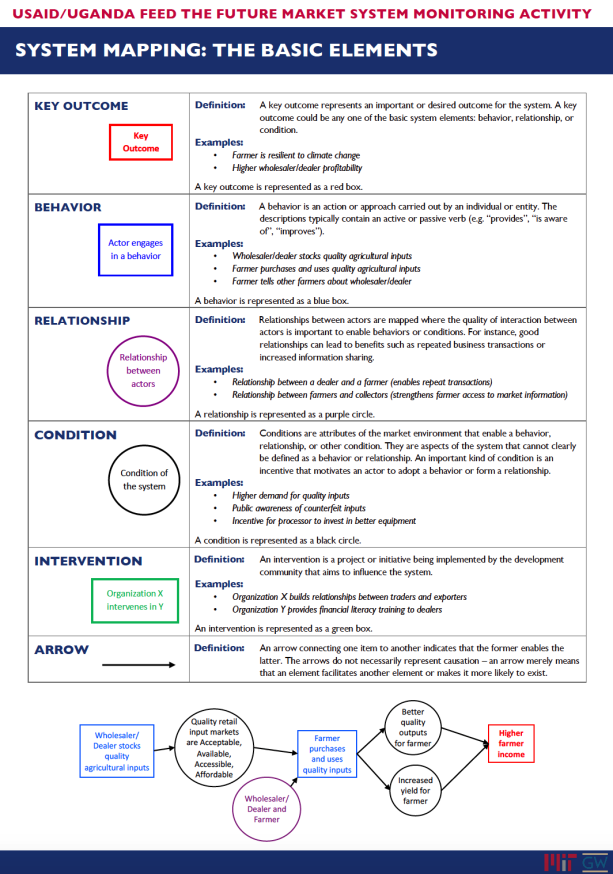 USAID/UGANDA FEED THE FUTURE MARKET SYSTEM MONITORING ACTIVITY
SYSTEM MAPPING: THE BASIC ELEMENTS
KEY OUTCOME
Key
Outcome
Definition: A key outcome represents an important or desired outcome for the system. A key
outcome could be any one of the basic system elements: behavior, relationship, or
condition.
Examples:
• Farmer is resilient to climate change
• Higher wholesaler/dealer profitability
A key outcome is represented as a red box.
BEHAVIOR
Actor engages
in a behavior
Definition: A behavior is an action or approach carried out by an individual or entity. The
descriptions typically contain an active or passive verb (e.g. “provides”, “is aware
of”, “improves”).
Examples:
• Wholesaler/dealer stocks quality agricultural inputs
• Farmer purchases and uses quality agricultural inputs
• Farmer tells other farmers about wholesaler/dealer
A behavior is represented as a blue box.
RELATIONSHIP
Relationship
between
actors
Definition: Relationships between actors are mapped where the quality of interaction between
actors is important to enable behaviors or conditions. For instance, good
relationships can lead to benefits such as repeated business transactions or
increased information sharing.
Examples:
• Relationship between a dealer and a farmer (enables repeat transactions)
• Relationship between farmers and collectors (strengthens farmer access to market information)
A relationship is represented as a purple circle.
CONDITION
Condition of
the system
Definition: Conditions are attributes of the market environment that enable a behavior,
relationship, or other condition. They are aspects of the system that cannot clearly
be defined as a behavior or relationship. An important kind of condition is an
incentive that motivates an actor to adopt a behavior or form a relationship.
Examples:
• Higher demand for quality inputs
• Public awareness of counterfeit inputs
• Incentive for processor to invest in better equipment
A condition is represented as a black circle.
INTERVENTION
Organization X
intervenes in Y
Definition: An intervention is a project or initiative being implemented by the development
community that aims to influence the system.
Examples:
• Organization X builds relationships between traders and exporters
• Organization Y provides financial literacy training to dealers
An intervention is represented as a green box.
ARROW
Definition: An arrow connecting one item to another indicates that the former enables the
latter. The arrows do not necessarily represent causation – an arrow merely means
that an element facilitates another element or makes it more likely to exist.
Wholesaler/
Dealer stocks
quality
agricultural inputs
Quality retail
input markets
are Acceptable,
Available,
Accessible,
Affordable
Wholesaler/
Dealer and
Farmer
Farmer
purchases
and uses
quality inputs
Better
quality
outputs
for farmer
Increased
yield for
farmer
Higher
farmer
income
MIT
GW